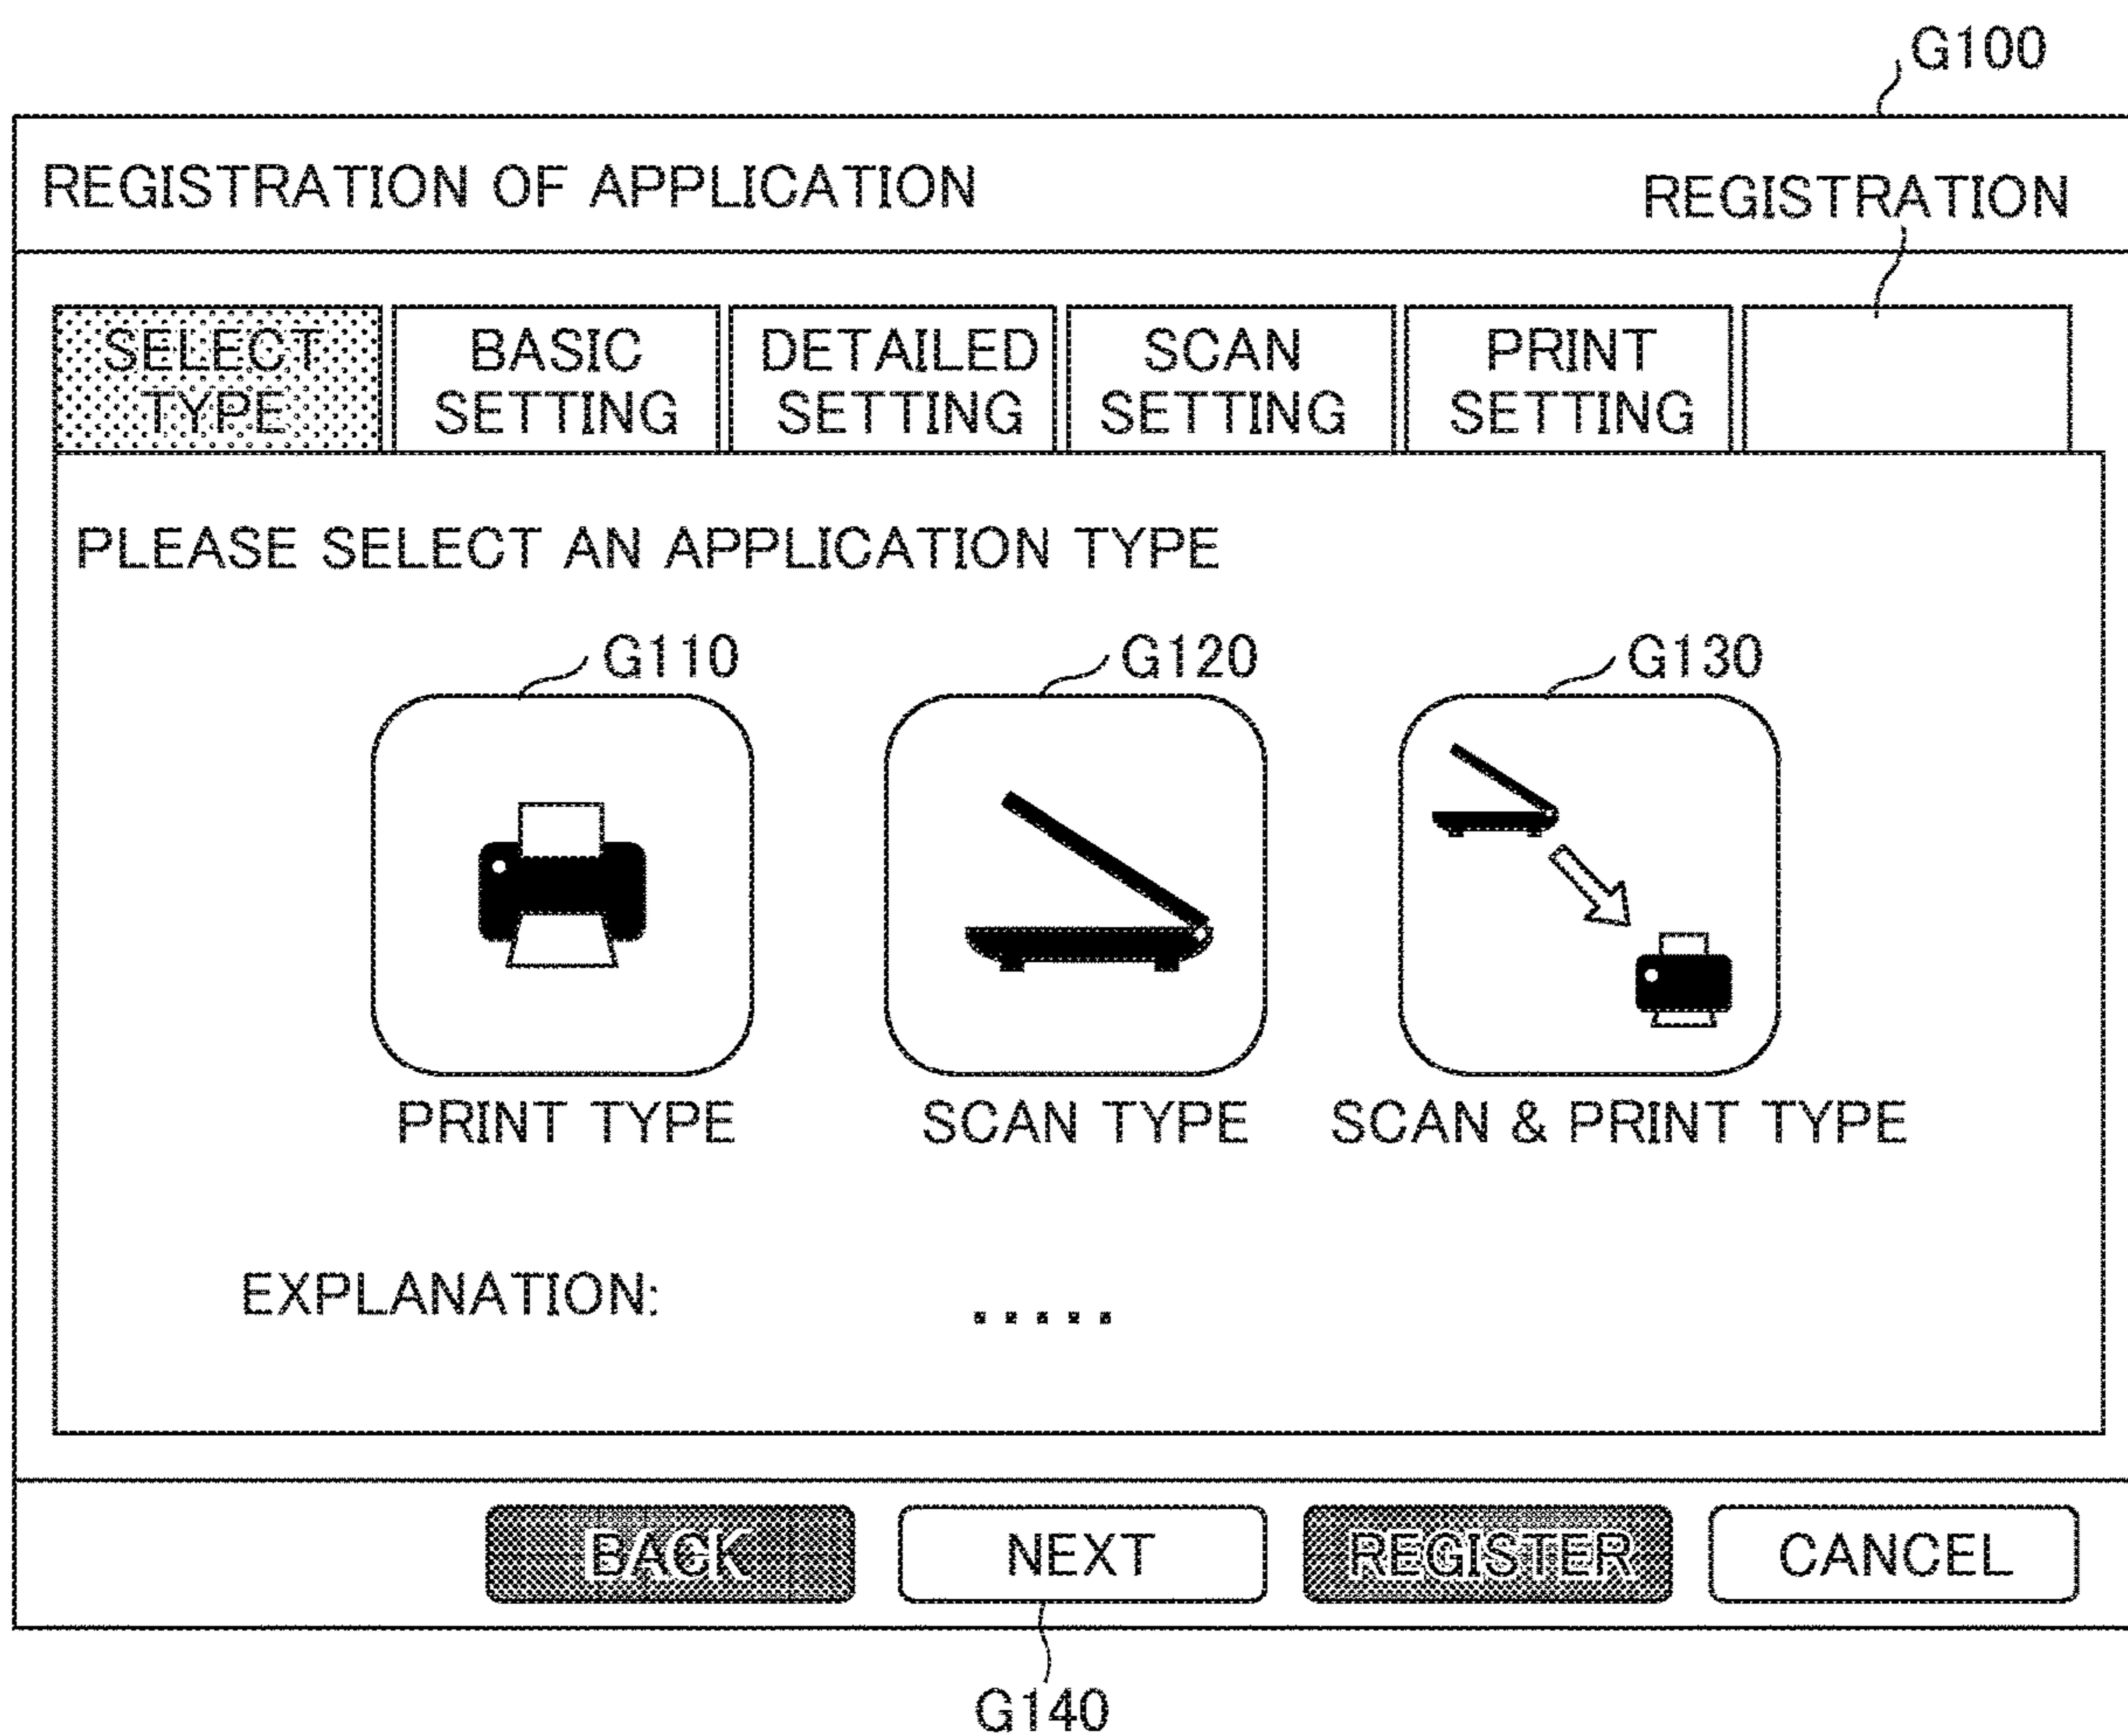 G100
REGISTRATION OF APPLICATION
REGISTRATION
SELECT
TYPE
BASIC
SETTING
DETAILED
SETTING
SCAN
SETTING
PRINT
SETTING
PLEASE SELECT AN APPLICATION TYPE
G110
G120
G130
PRINT TYPE
SCAN TYPE
SCAN & PRINT TYPE
EXPLANATION:
.....
BACK
NEXT
REGISTER
CANCEL
G140